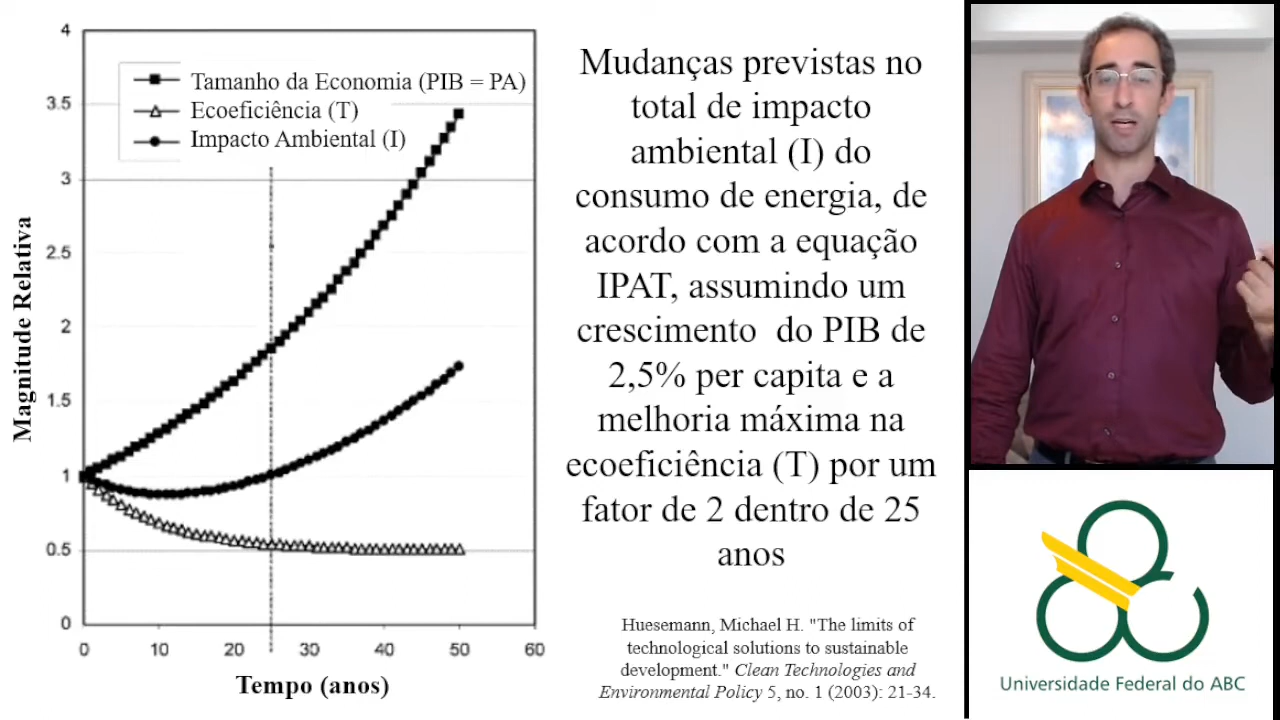 4
3.5
3
2.5
2
1.5
1
0.5
0
Magnitude Relativa
Tamanho da Economia (PIB = PA)
Ecoeficiência (T)
Impacto Ambiental (I)
0 10 20 30 40 50 60
Tempo (anos)
Mudanças previstas no
total de impacto
ambiental (I) do
consumo de energia, de
acordo com a equação
IPAT, assumindo um
crescimento do PIB de
2,5% per capita e a
melhoria máxima na
ecoeficiência (T) por um
fator de 2 dentro de 25
anos
Huesemann, Michael H. "The limits of
technological solutions to sustainable
development." Clean Technologies and
Environmental Policy 5, no. 1 (2003): 21-34.
Universidade Federal do ABC